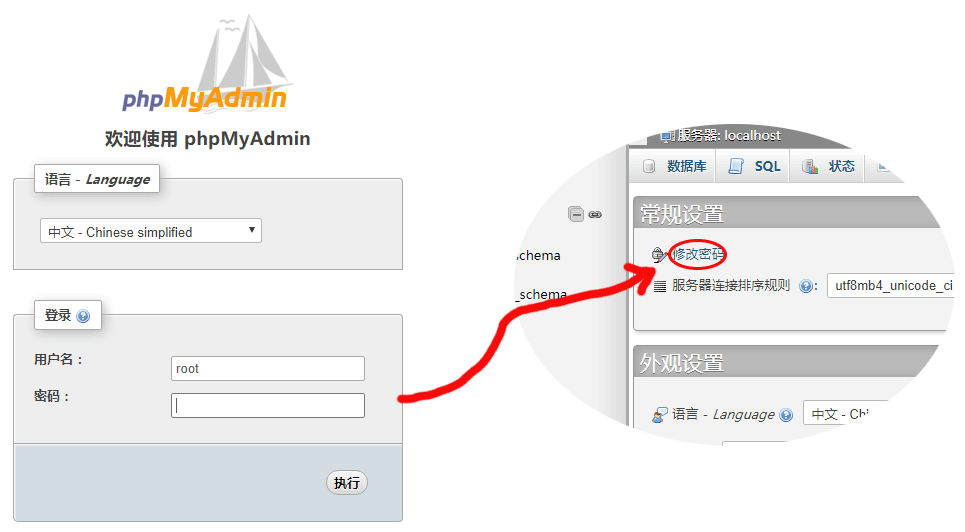 phpMyAdmin
欢迎使用 phpMyAdmin
语言 - Language
中文 - Chinese simplified
登录
用户名：
root
密码：
执行
服务器: localhost
数据库
SQL
状态
schema
_schema
常规设置
修改密码
服务器连接排序规则 :
utf8mb4_unicode_ci
外观设置
语言 - Language
中文 - Chi